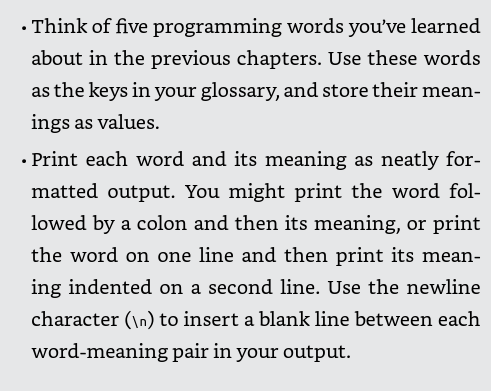 • Think of five programming words you’ve learned
about in the previous chapters. Use these words
as the keys in your glossary, and store their mean-
ings as values.
• Print each word and its meaning as neatly for-
matted output. You might print the word fol-
lowed by a colon and then its meaning, or print
the word on one line and then print its mean-
ing indented on a second line. Use the newline
character (\n) to insert a blank line between each
word-meaning pair in your output.